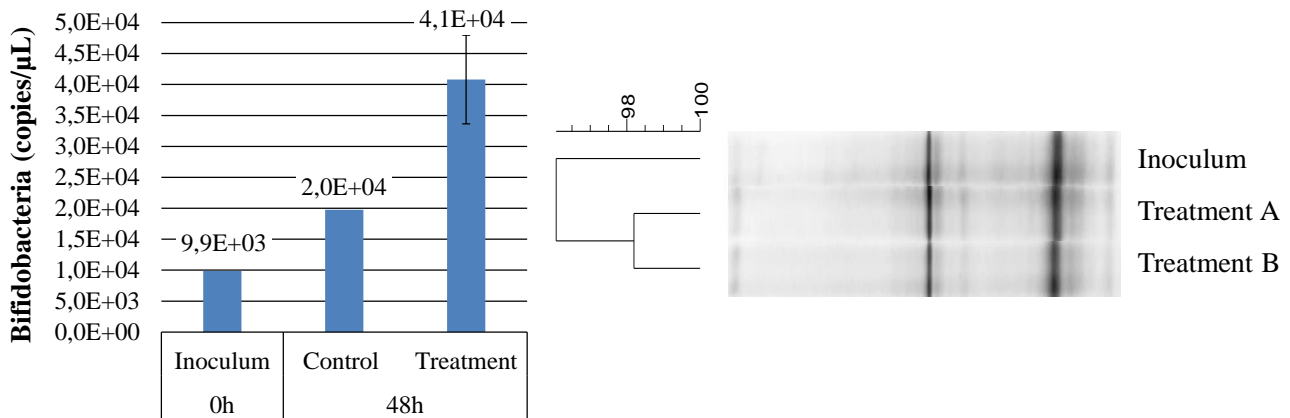 Bifidobacteria (copies/µL)
5,0E+04
4,5E+04
4,0E+04
3,5E+04
3,0E+04
2,5E+04
2,0E+04
1,5E+04
1,0E+04
5,0E+03
0,0E+00
9,9E+03
2,0E+04
4,1E+04
Inoculum Control Treatment
0h 48h
98 100
Inoculum
Treatment A
Treatment B